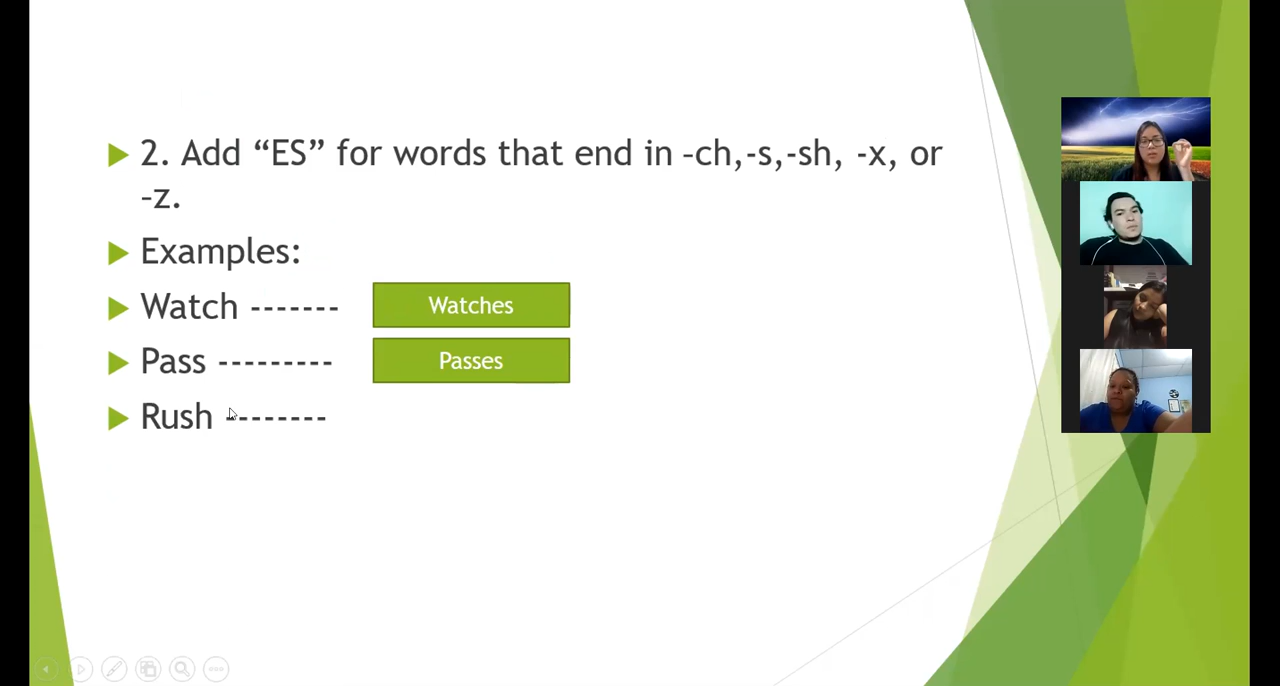 2. Add “ES” for words that end in –ch,-s,-sh, -x, or
–z.
Examples:
Watch -------
Watches
Pass ---------
Passes
Rush --------